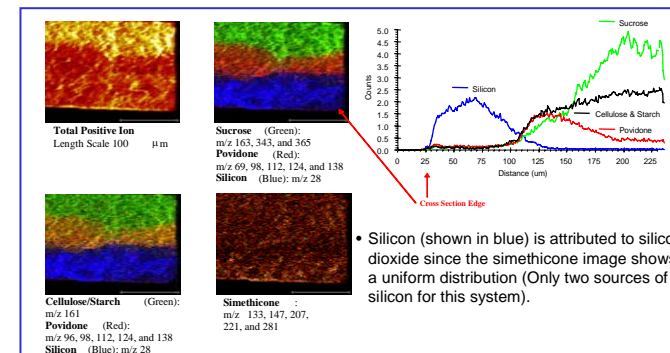 Total Positive Ion
Length Scale 100 μm
Sucrose (Green):
m/z 163, 343, and 365
Povidone (Red):
m/z 69, 98, 112, 124, and 138
Silicon (Blue): m/z 28
Sucrose
5.0
4.5
4.0
3.5
3.0
2.5
2.0
1.5
1.0
0.5
0.0
Counts
Silicon
Cellulose & Starch
Povidone
0 25 50 75 100 125 150 175 200 225
Distance (um)
Cross Section Edge
Cellulose/Starch (Green):
m/z 161
Povidone (Red):
m/z 96, 98, 112, 124, and 138
Silicon (Blue): m/z 28
Simethicone :
m/z 133, 147, 207,
221, and 281
• Silicon (shown in blue) is attributed to silico
dioxide since the simethicone image shows
a uniform distribution (Only two sources of
silicon for this system).